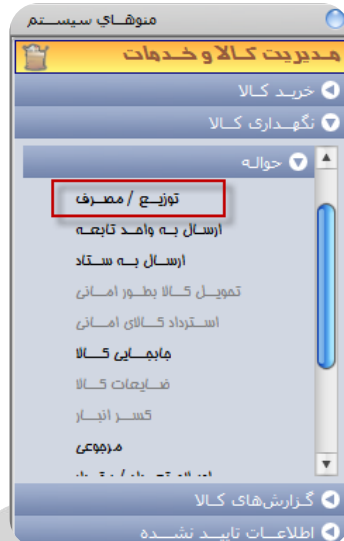 منوهای سیستم
مدیریت کالا و خدمات
خرید کالا
نگهداری کالا
حواله
توزیع / مصرف
ارسال به واحد تابعه
ارسال به ستاد
تحویل کالا بطور امانی
استرداد کالای امانی
جابجایی کالا
ضایعات کالا
کسر انبار
مرجوعی
گزارش‌های کالا
اطلاعات تایید نشده